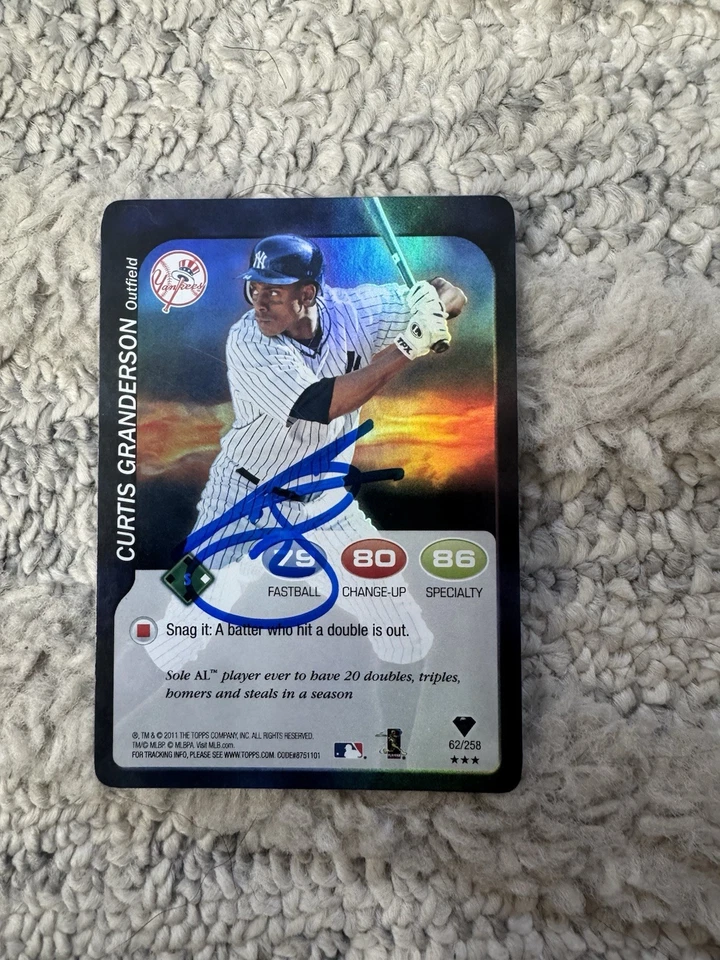 Yankees
NY
TPX
CURTIS GRANDERSON Outfield
79 80 86
FASTBALL CHANGE-UP SPECIALTY
S
Snag it: A batter who hit a double is out.
Sole AL™ player ever to have 20 doubles, triples,
homers and steals in a season
®, TM & © 2011 THE TOPPS COMPANY, INC. ALL RIGHTS RESERVED.
TM/© MLBP. © MLBPA. Visit MLB.com.
FOR TRACKING INFO, PLEASE SEE WWW.TOPPS.COM. CODE#8751101
62/258
★★★